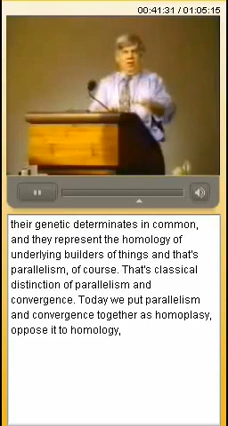 00:41:31 / 01:05:15
their genetic determinates in common,
and they represent the homology of
underlying builders of things and that's
parallelism, of course. That's classical
distinction of parallelism and
convergence. Today we put parallelism
and convergence together as homoplasy,
oppose it to homology,